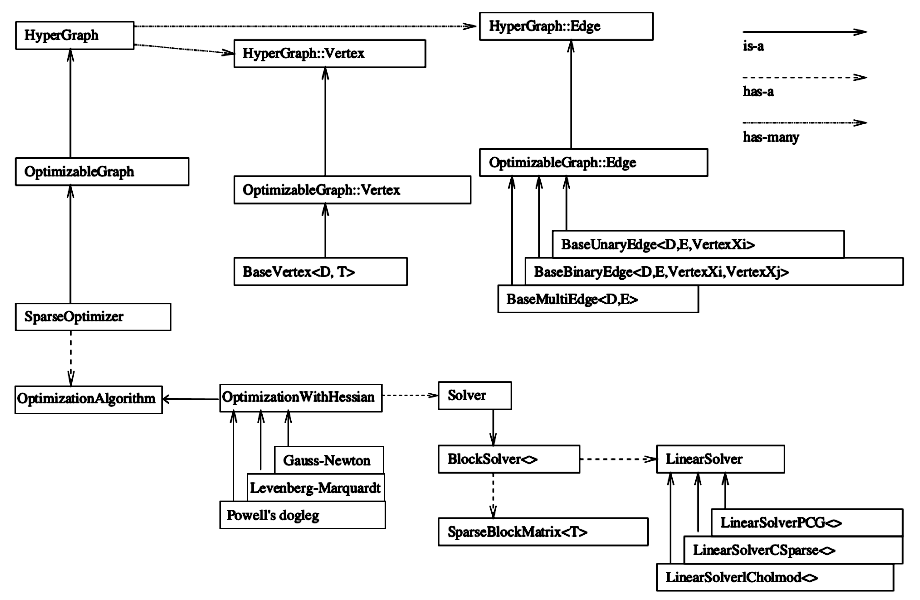 HyperGraph
HyperGraph::Edge
HyperGraph::Vertex
is-a
has-a
has-many
OptimizableGraph
OptimizableGraph::Edge
OptimizableGraph::Vertex
BaseUnaryEdge<D,E,VertexXi>
BaseVertex<D, T>
BaseBinaryEdge<D,E,VertexXi,VertexXj>
BaseMultiEdge<D,E>
SparseOptimizer
OptimizationAlgorithm
OptimizationWithHessian
Solver
Gauss-Newton
Levenberg-Marquardt
Powell's dogleg
BlockSolver<>
LinearSolver
SparseBlockMatrix<T>
LinearSolverPCG<>
LinearSolverCSparse<>
LinearSolverlCholmod<>